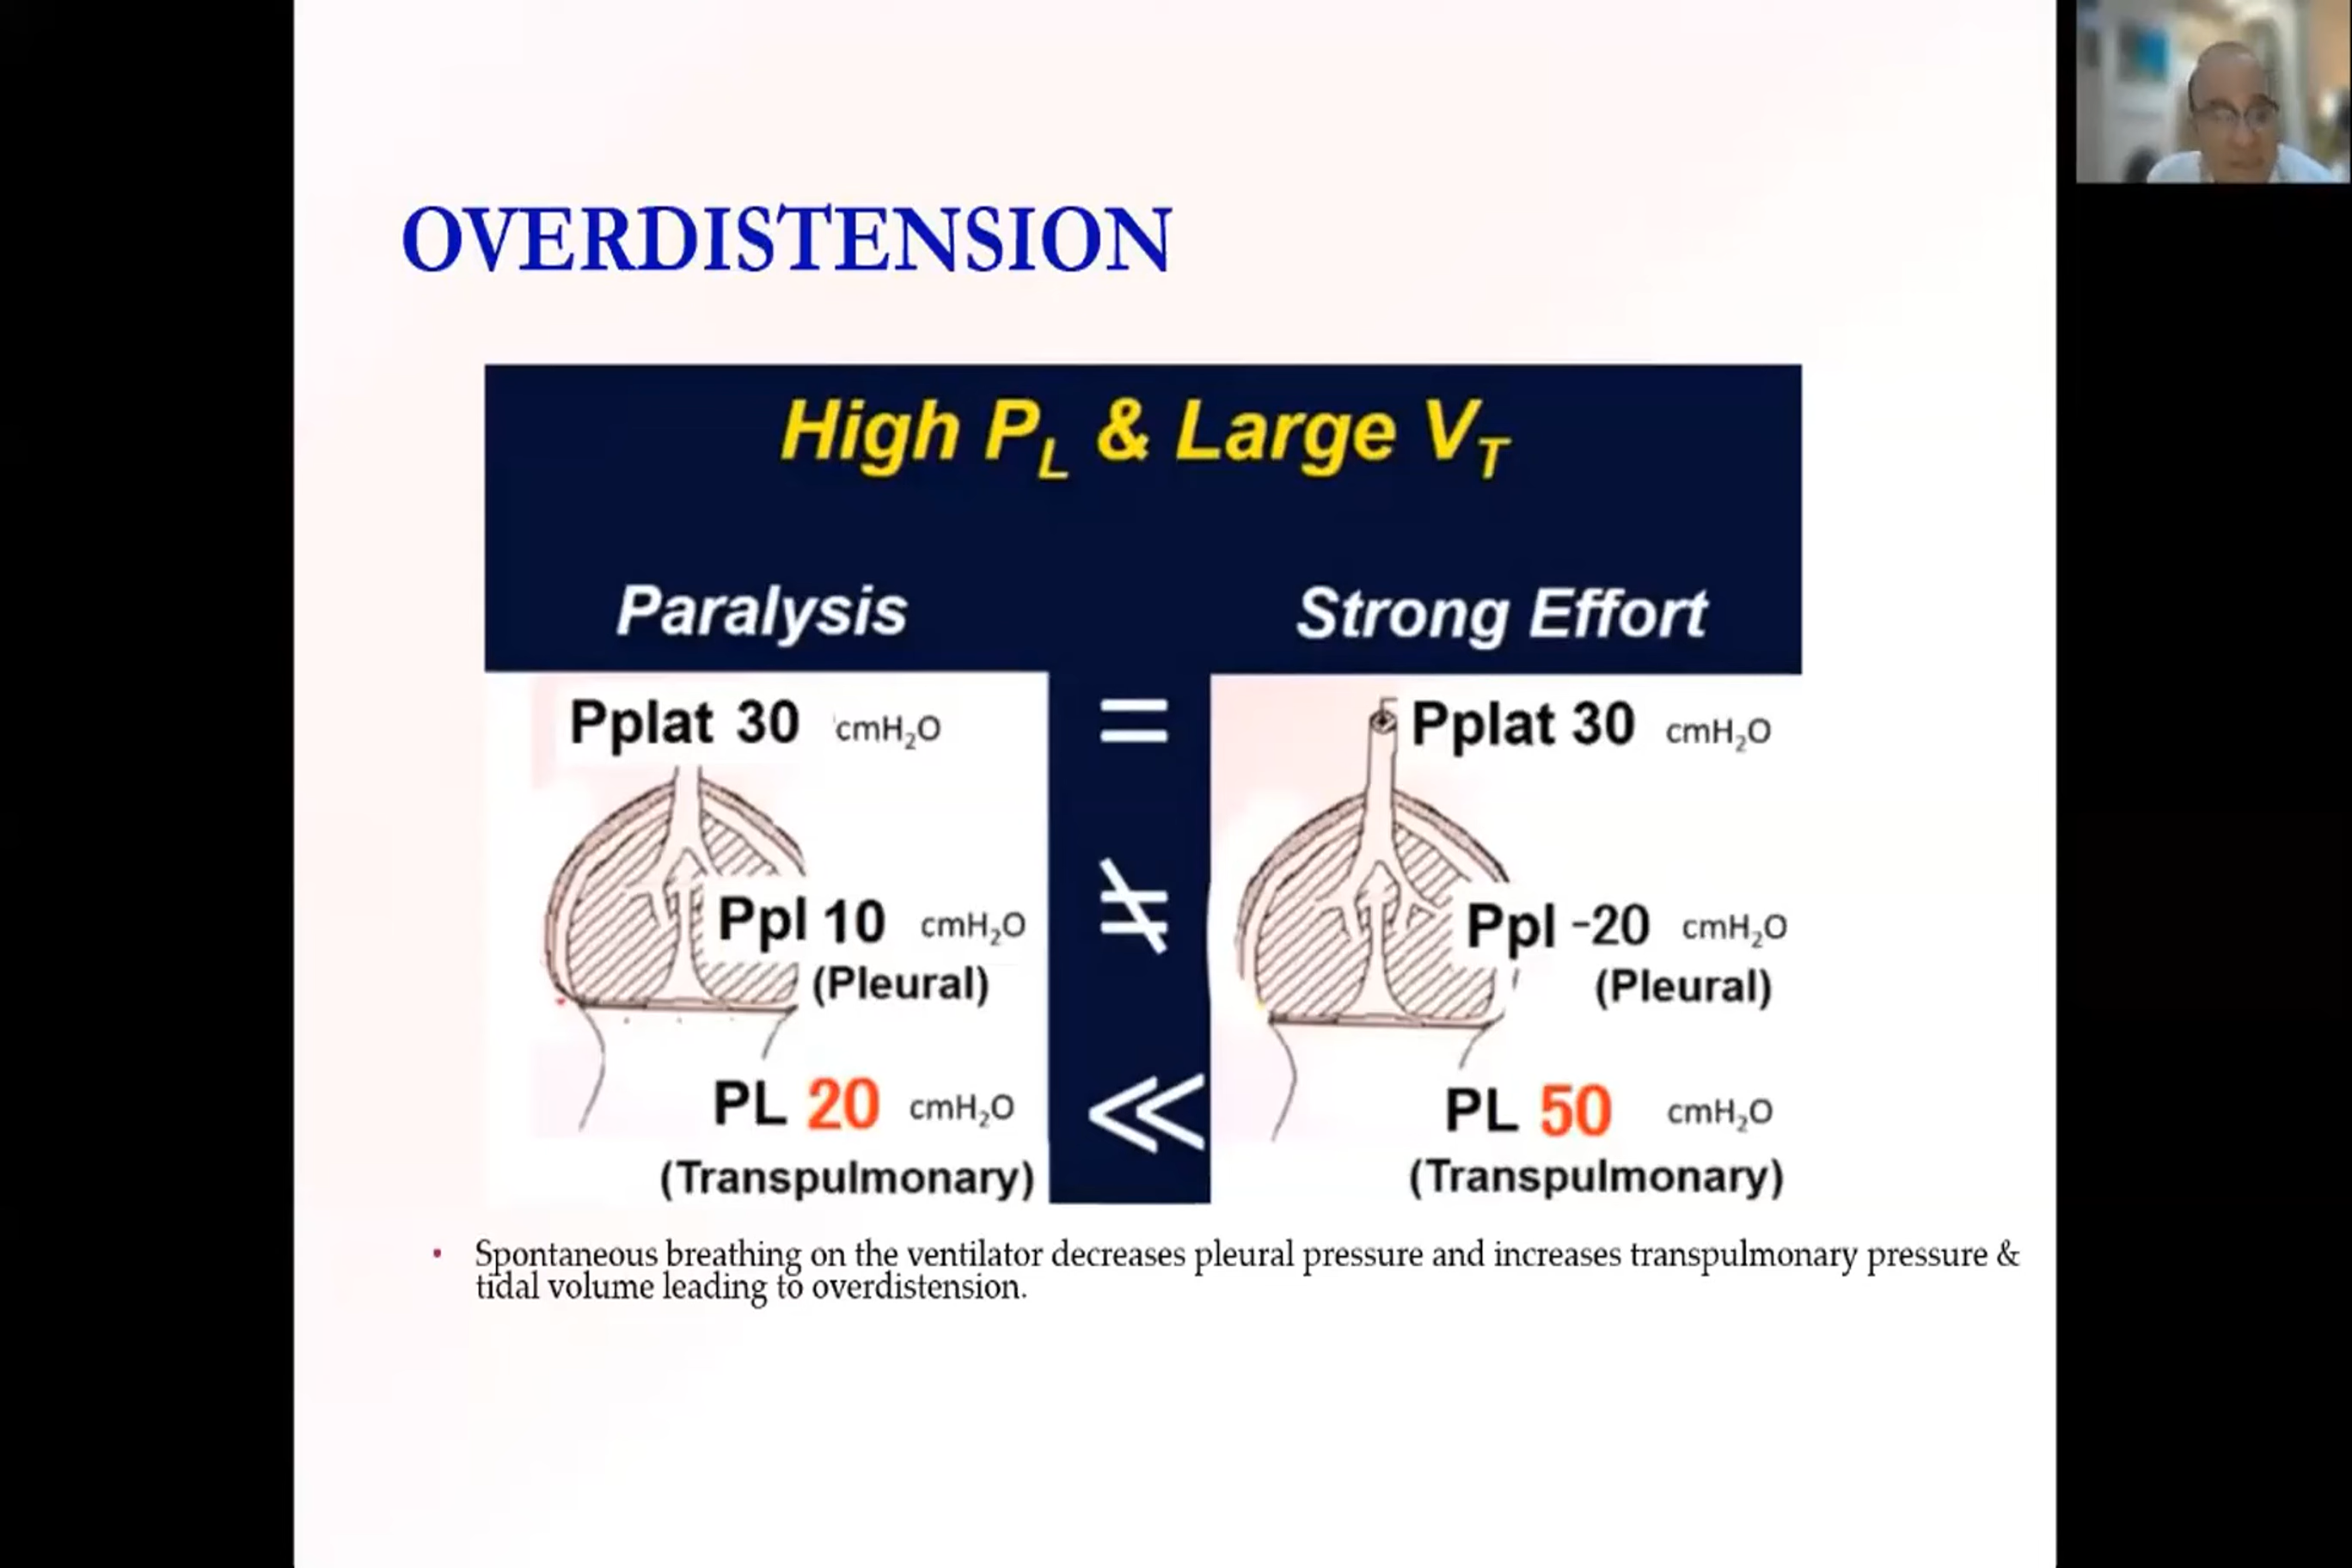 OVERDISTENSION
High PL & Large VT
Paralysis
Strong Effort
Pplat 30 cmH₂O
=
Pplat 30 cmH₂O
Ppl 10 cmH₂O
(Pleural)
≠
Ppl -20 cmH₂O
(Pleural)
PL 20 cmH₂O
(Transpulmonary)
≪
PL 50 cmH₂O
(Transpulmonary)
• Spontaneous breathing on the ventilator decreases pleural pressure and increases transpulmonary pressure &
tidal volume leading to overdistension.